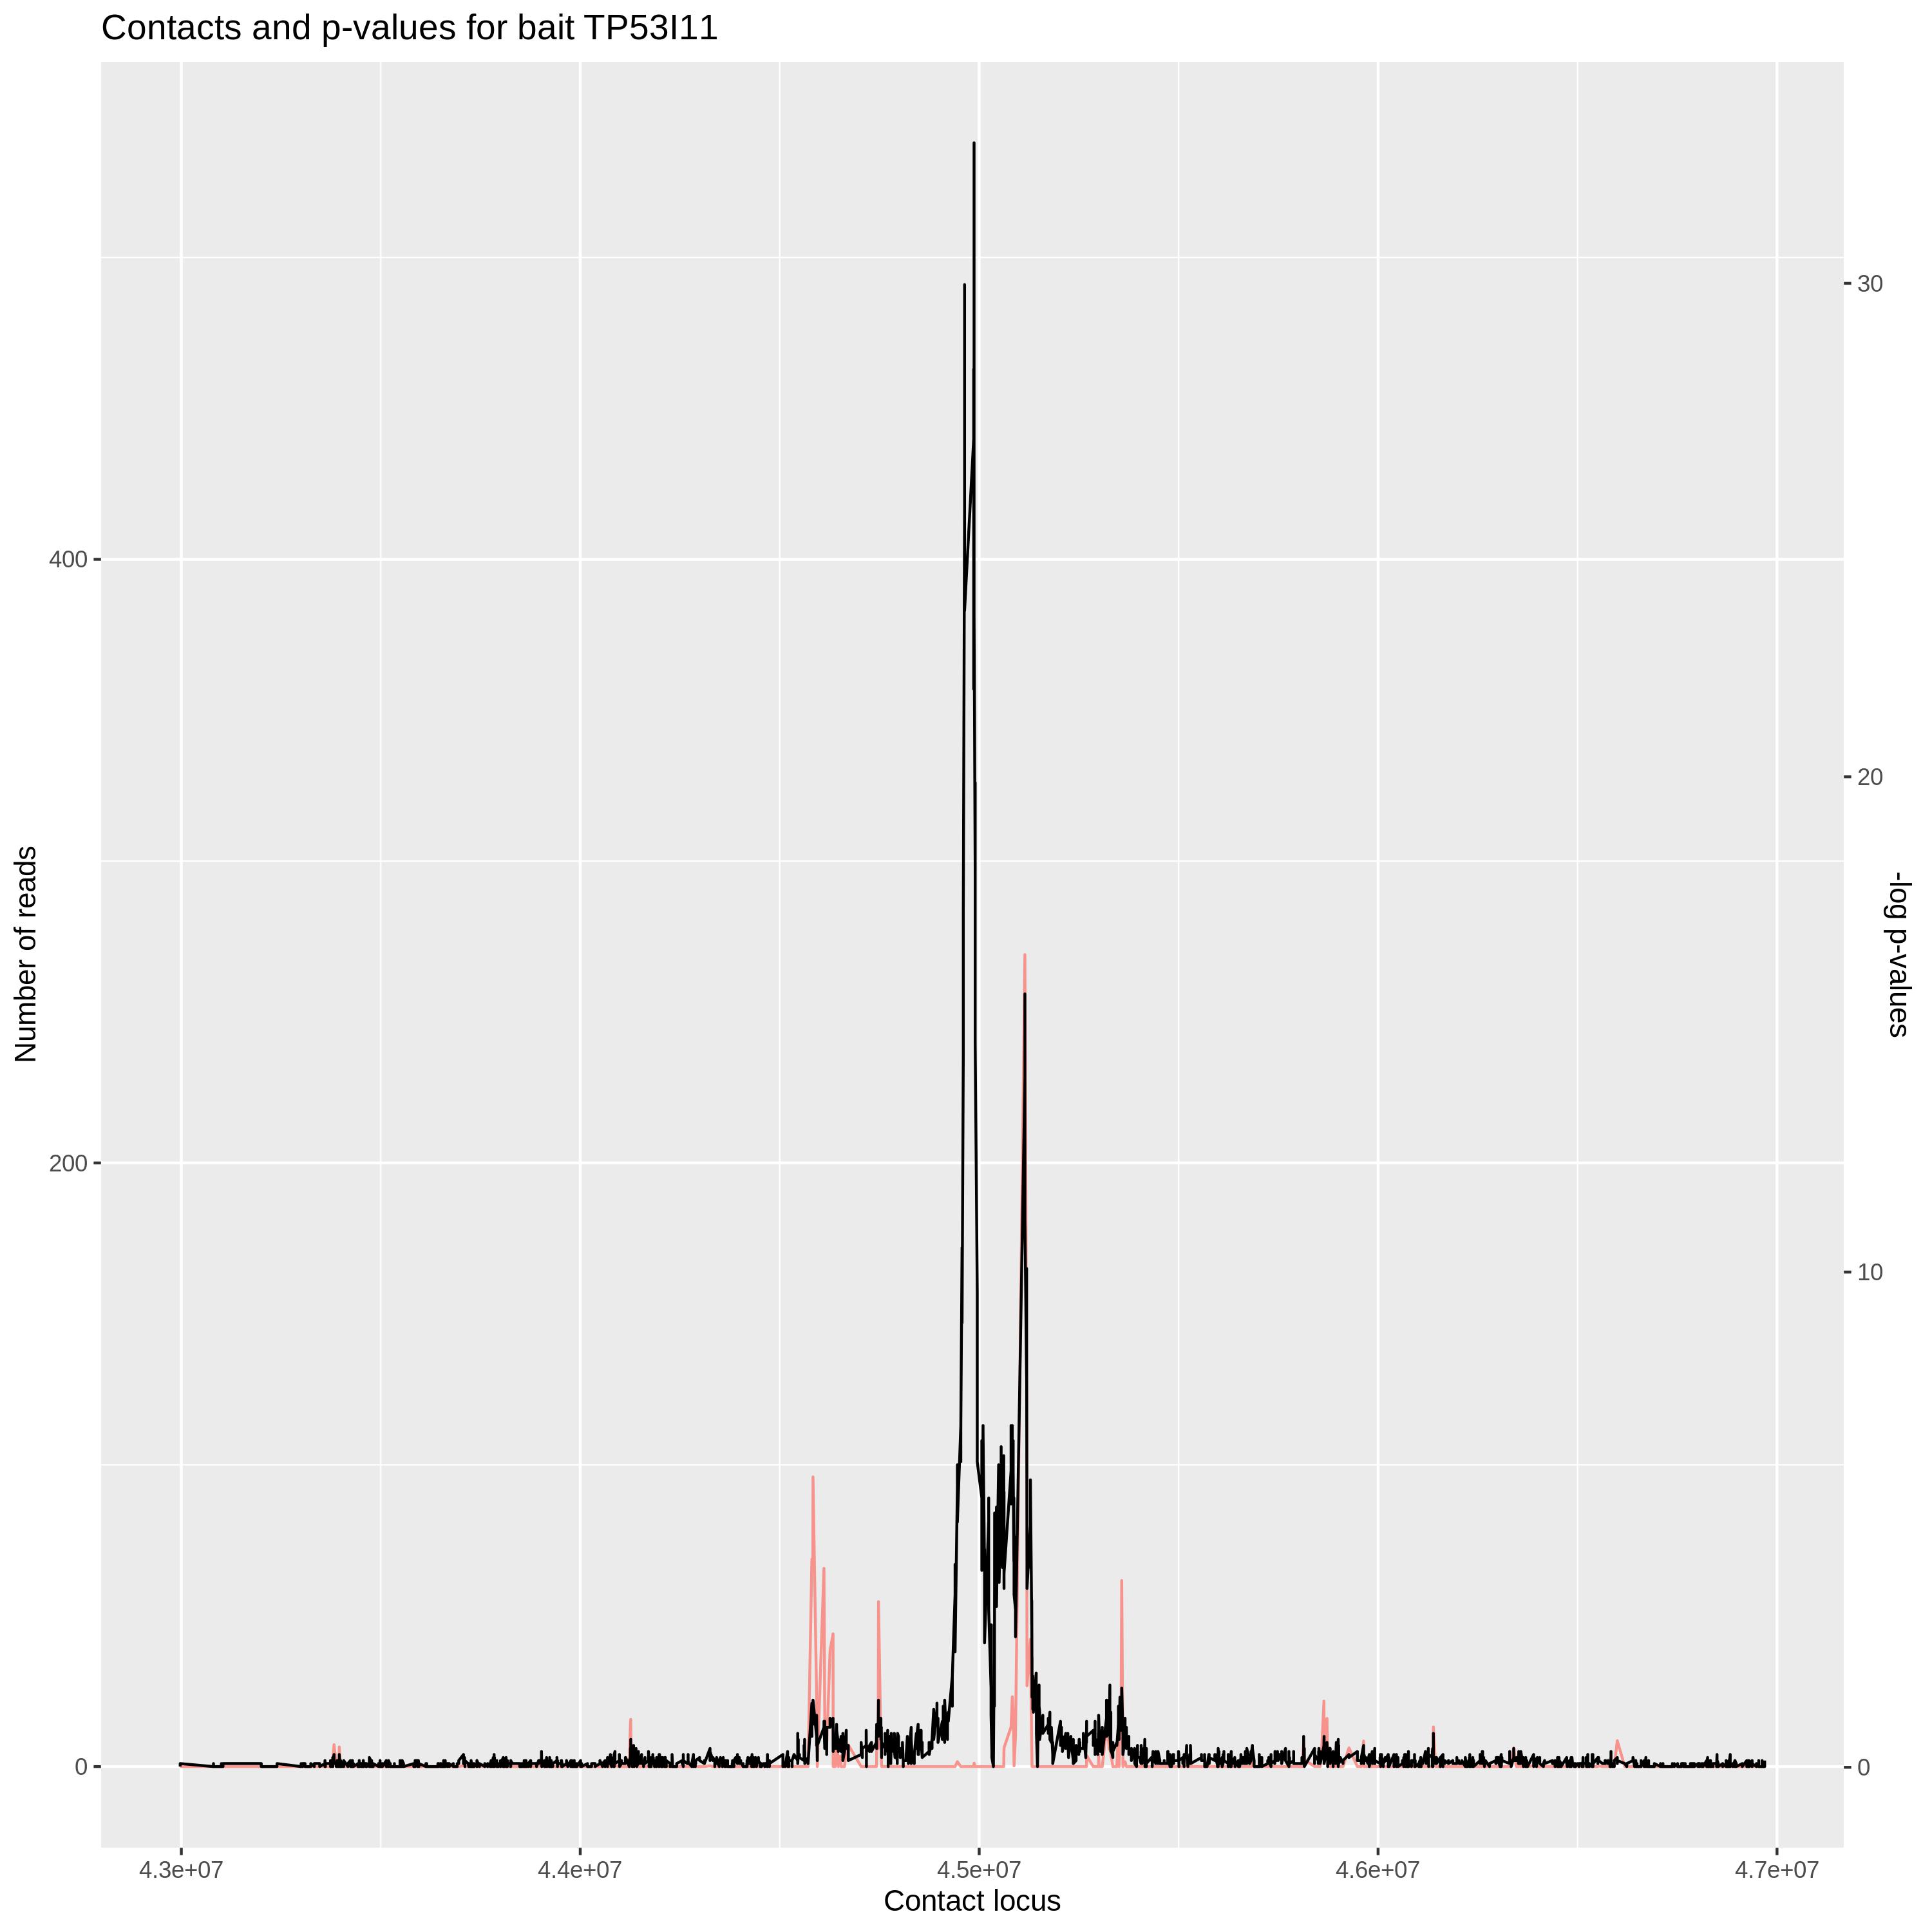 Contacts and p-values for bait TP53I11
Number of reads
400
200
0
30
20
10
0
-log p-values
4.3e+07 4.4e+07 4.5e+07 4.6e+07 4.7e+07
Contact locus